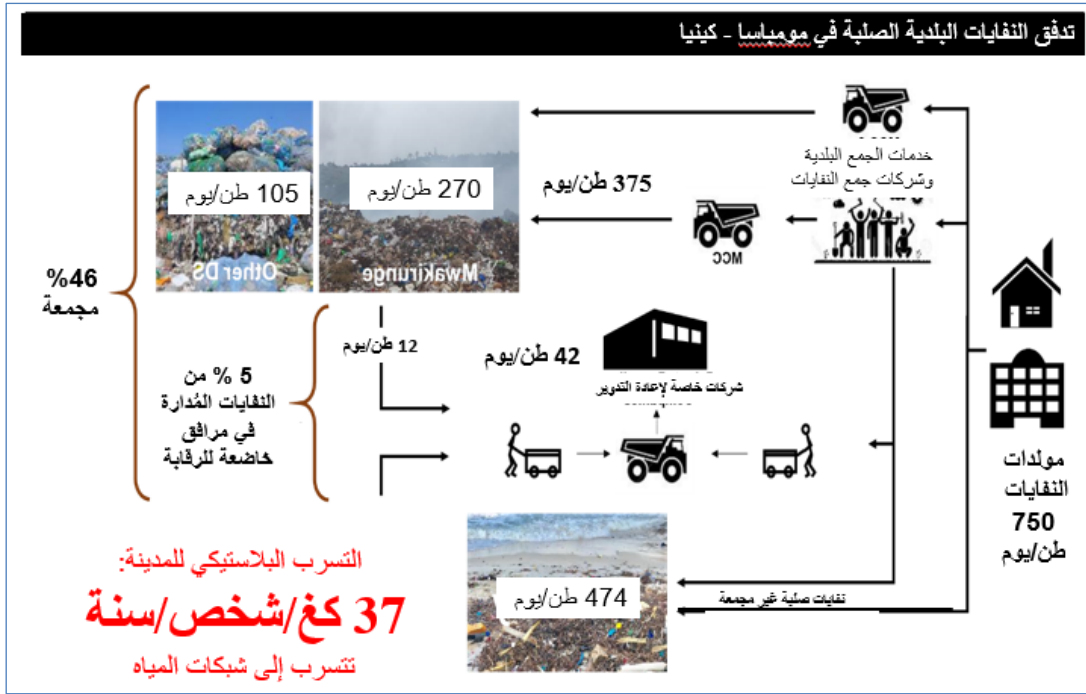 تدفق النفايات البلدية الصلبة في مومباسا - كينيا
خدمات الجمع البلدية
وشركات جمع النفايات
375 طن/يوم
270 طن/يوم
105 طن/يوم
MCC
Mwakirunge
Other DS
%46
مجمعة
12 طن/يوم
42 طن/يوم
شركات خاصة لإعادة التدوير
5 % من
النفايات المُدارة
في مرافق
خاضعة للرقابة
مولدات
النفايات
750
طن/يوم
474 طن/يوم
نفايات صلبة غير مجمعة
التسرب البلاستيكي للمدينة:
37 كغ/شخص/سنة
تتسرب إلى شبكات المياه